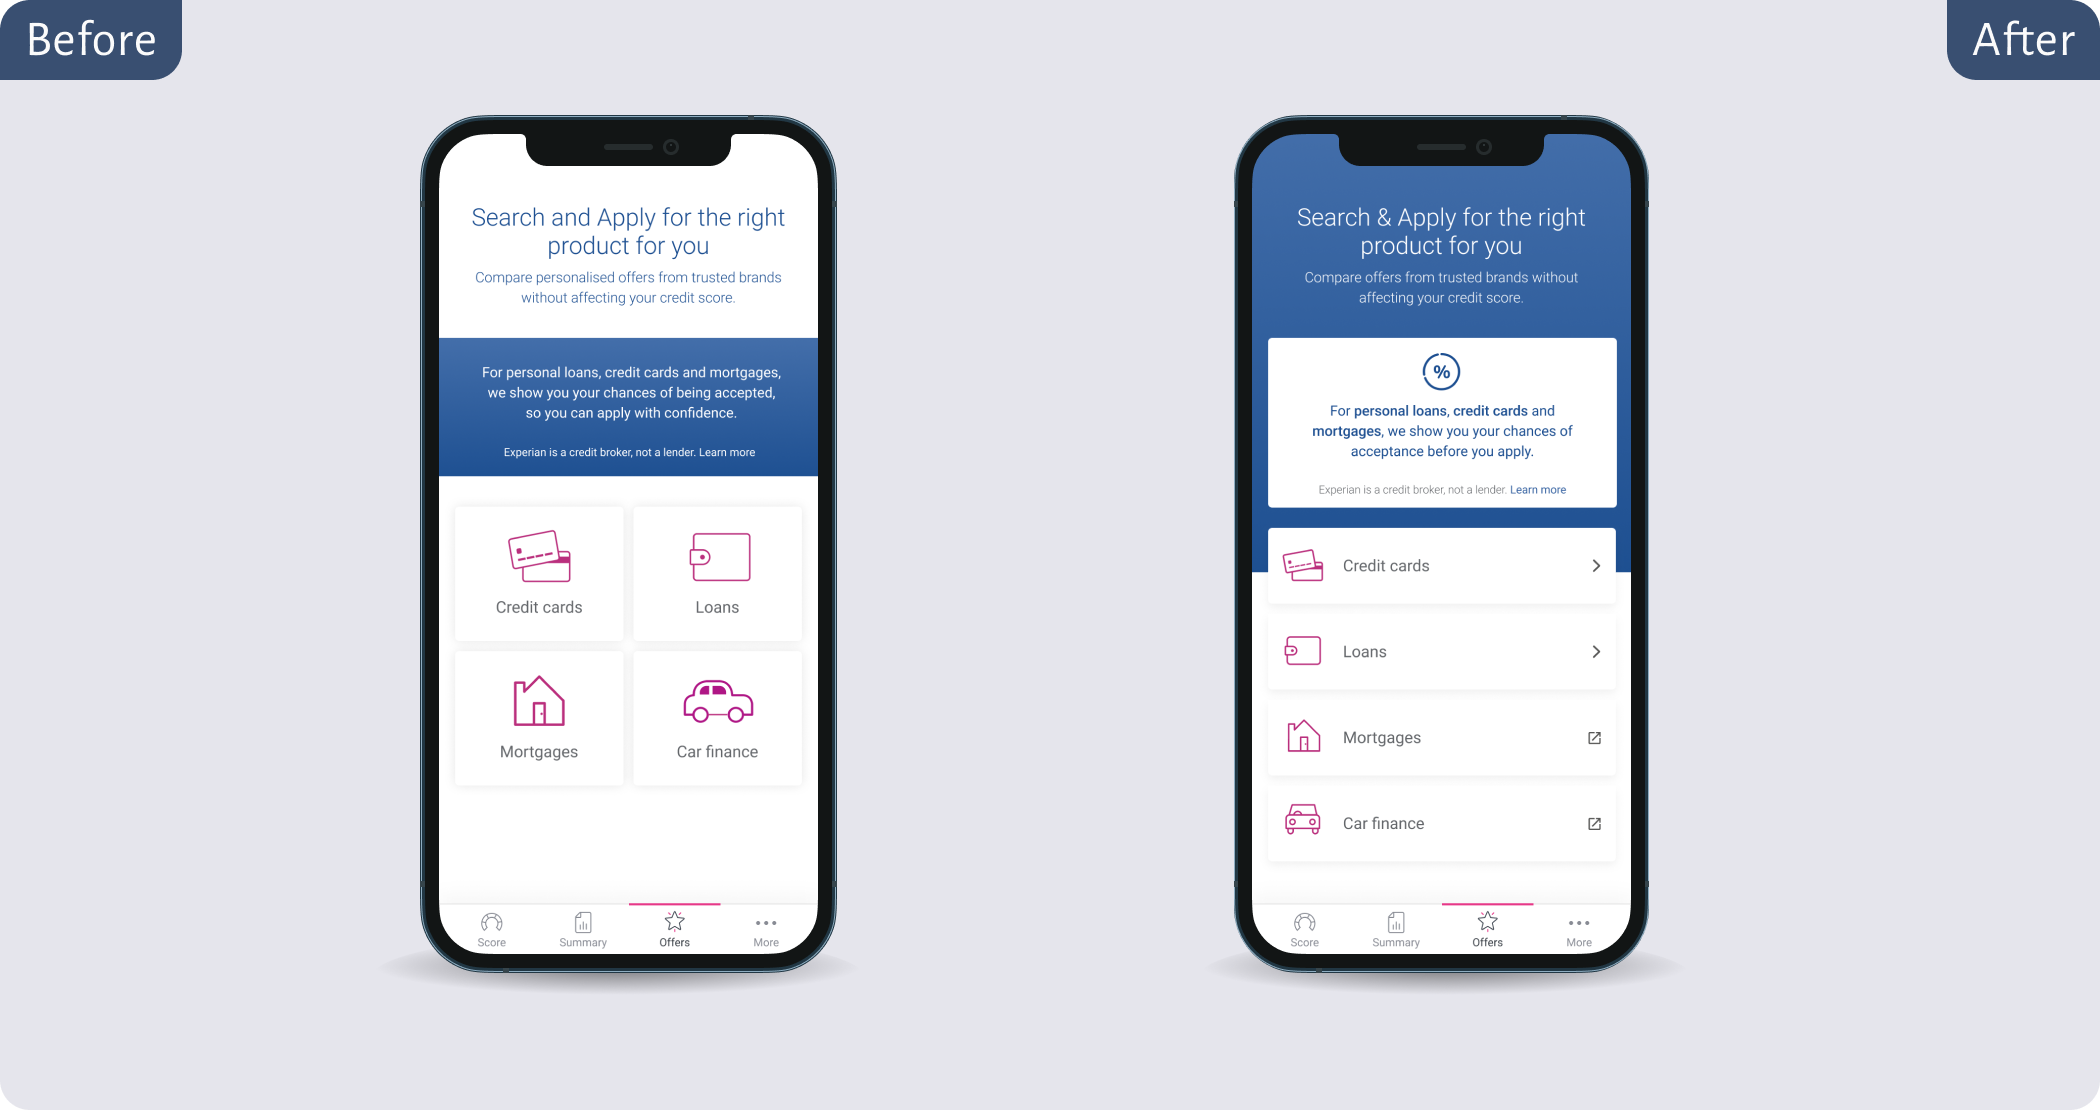 Before
After
Search and Apply for the right
product for you
Compare personalised offers from trusted brands
without affecting your credit score.
For personal loans, credit cards and mortgages,
we show you your chances of being accepted,
so you can apply with confidence.
Experian is a credit broker, not a lender. Learn more
Credit cards
Loans
Mortgages
Car finance
Score
Summary
Offers
More
Search & Apply for the right
product for you
Compare offers from trusted brands without
affecting your credit score.
%
For personal loans, credit cards and
mortgages, we show you your chances of
acceptance before you apply.
Experian is a credit broker, not a lender. Learn more
Credit cards
Loans
Mortgages
Car finance
Score
Summary
Offers
More